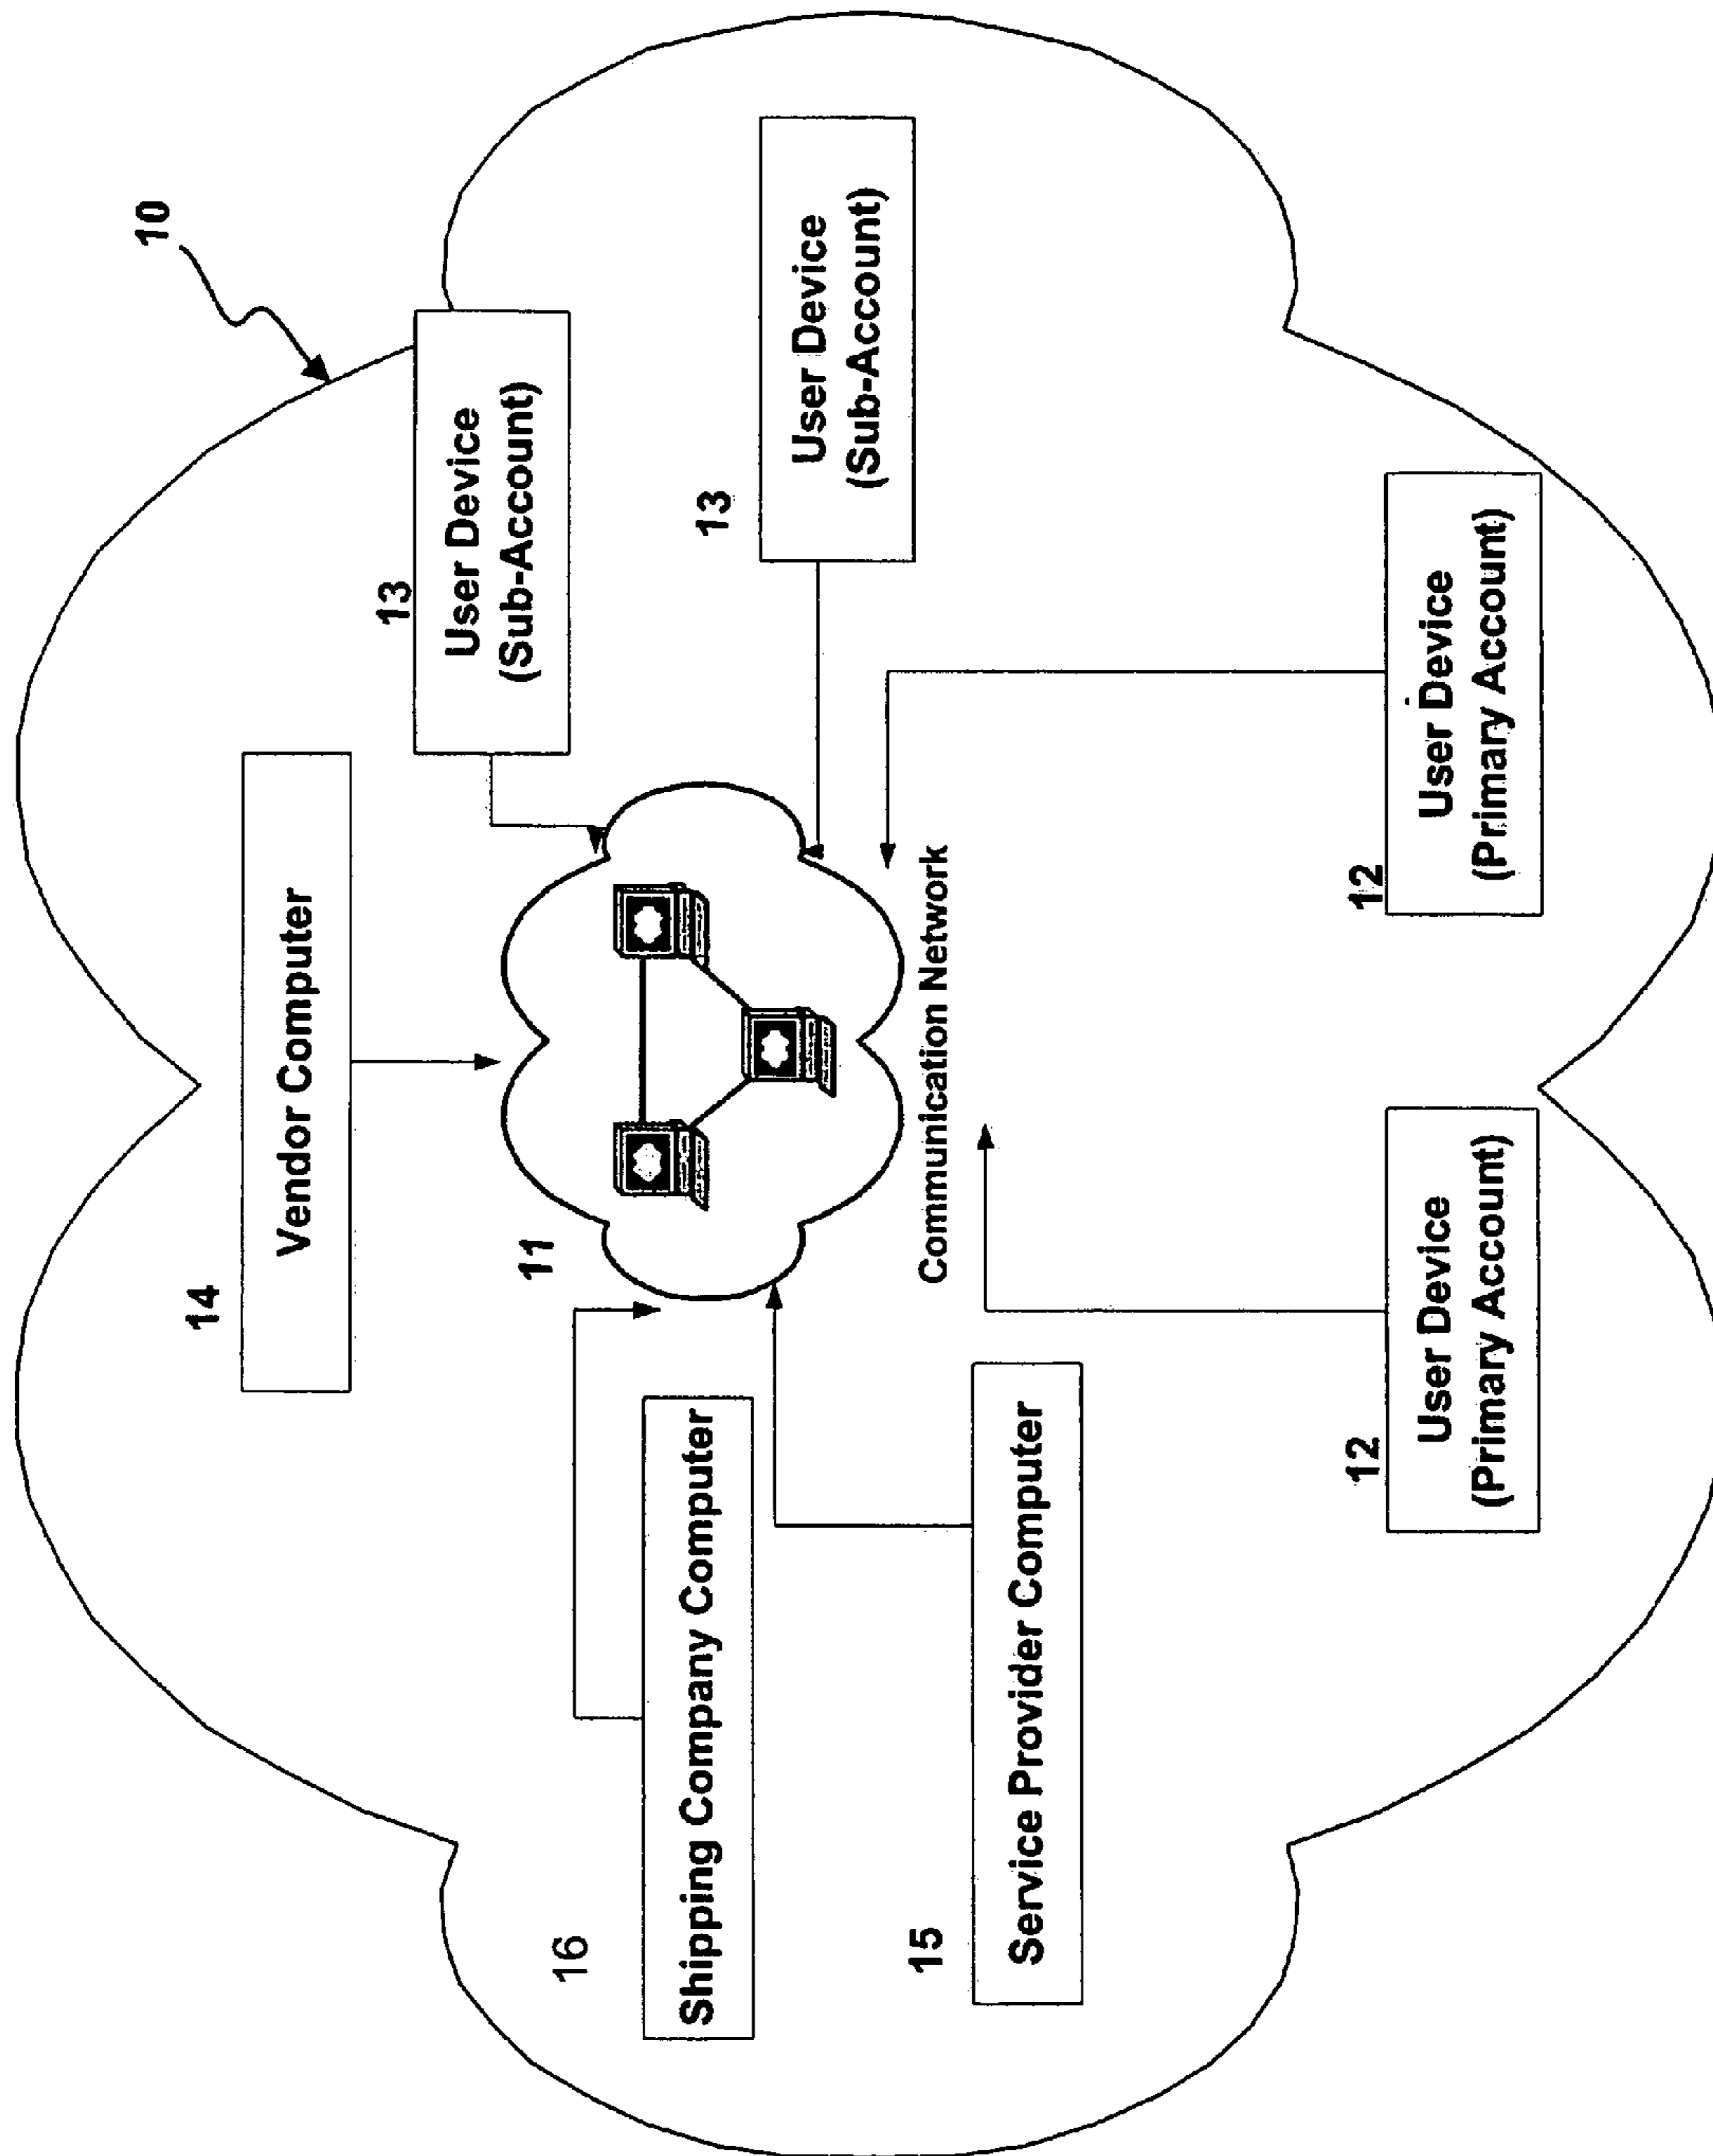 10
14
Vendor Computer
13
User Device
(Sub-Account)
16
Shipping Company Computer
11
13
User Device
(Sub-Account)
Communication Network
15
Service Provider Computer
12
User Device
(Primary Account)
12
User Device
(Primary Account)